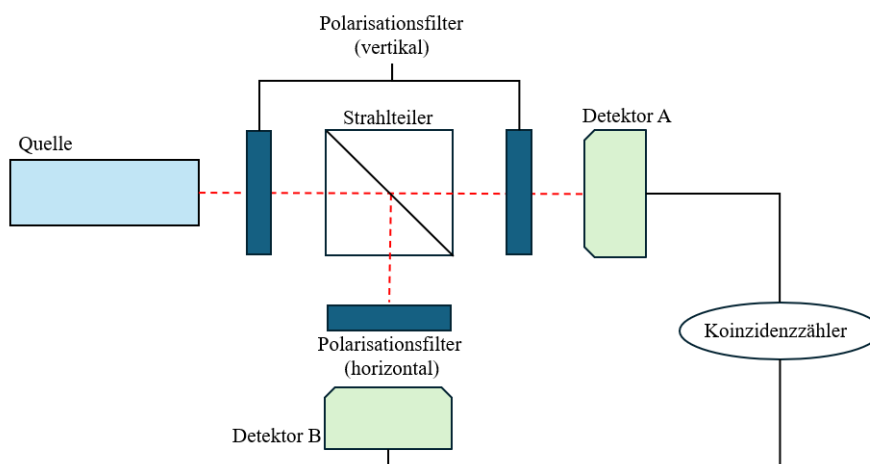 Polarisationsfilter
(vertikal)
Detektor A
Strahlteiler
Quelle
Koinzidenzzähler
Polarisationsfilter
(horizontal)
Detektor B